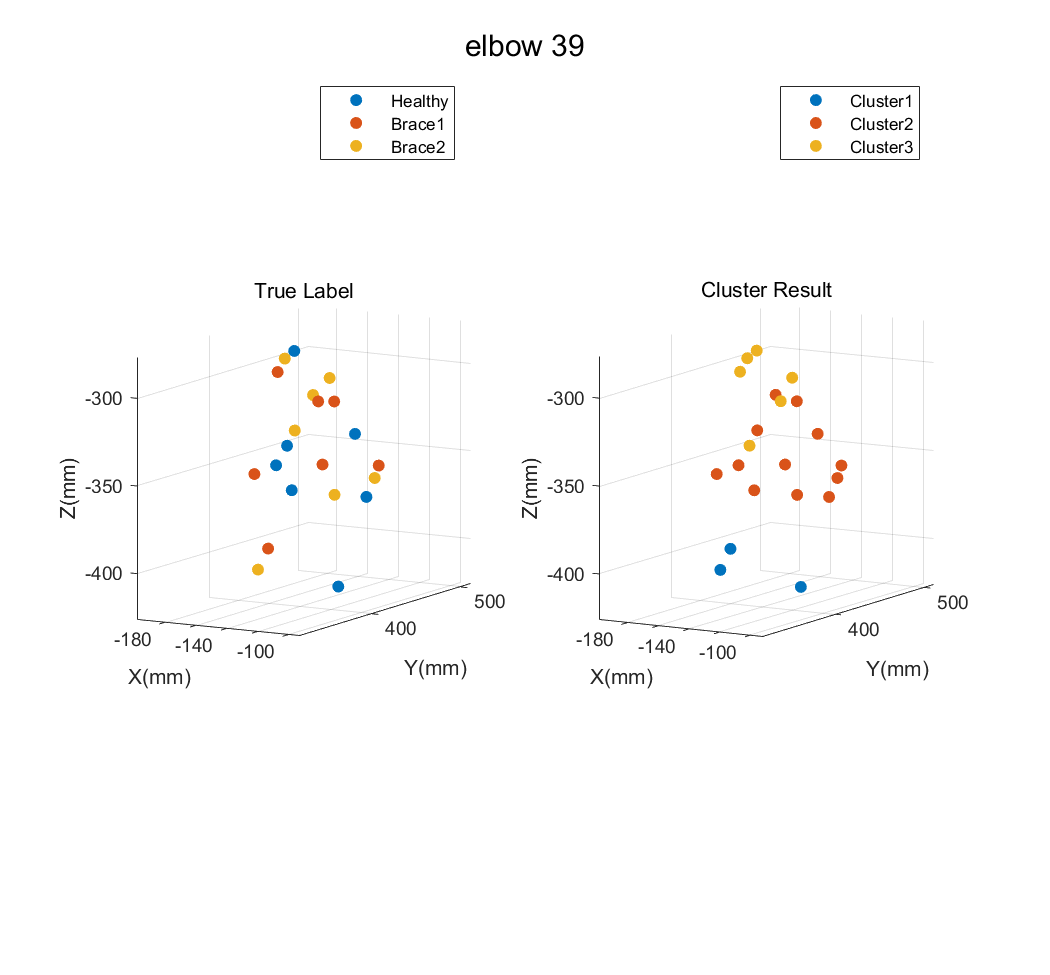 elbow 39
Healthy
Brace1
Brace2
Cluster1
Cluster2
Cluster3
True Label
-300
-350
-400
Z(mm)
-180
-140
-100
X(mm)
400
500
Y(mm)
Cluster Result
-300
-350
-400
Z(mm)
-180
-140
-100
X(mm)
400
500
Y(mm)